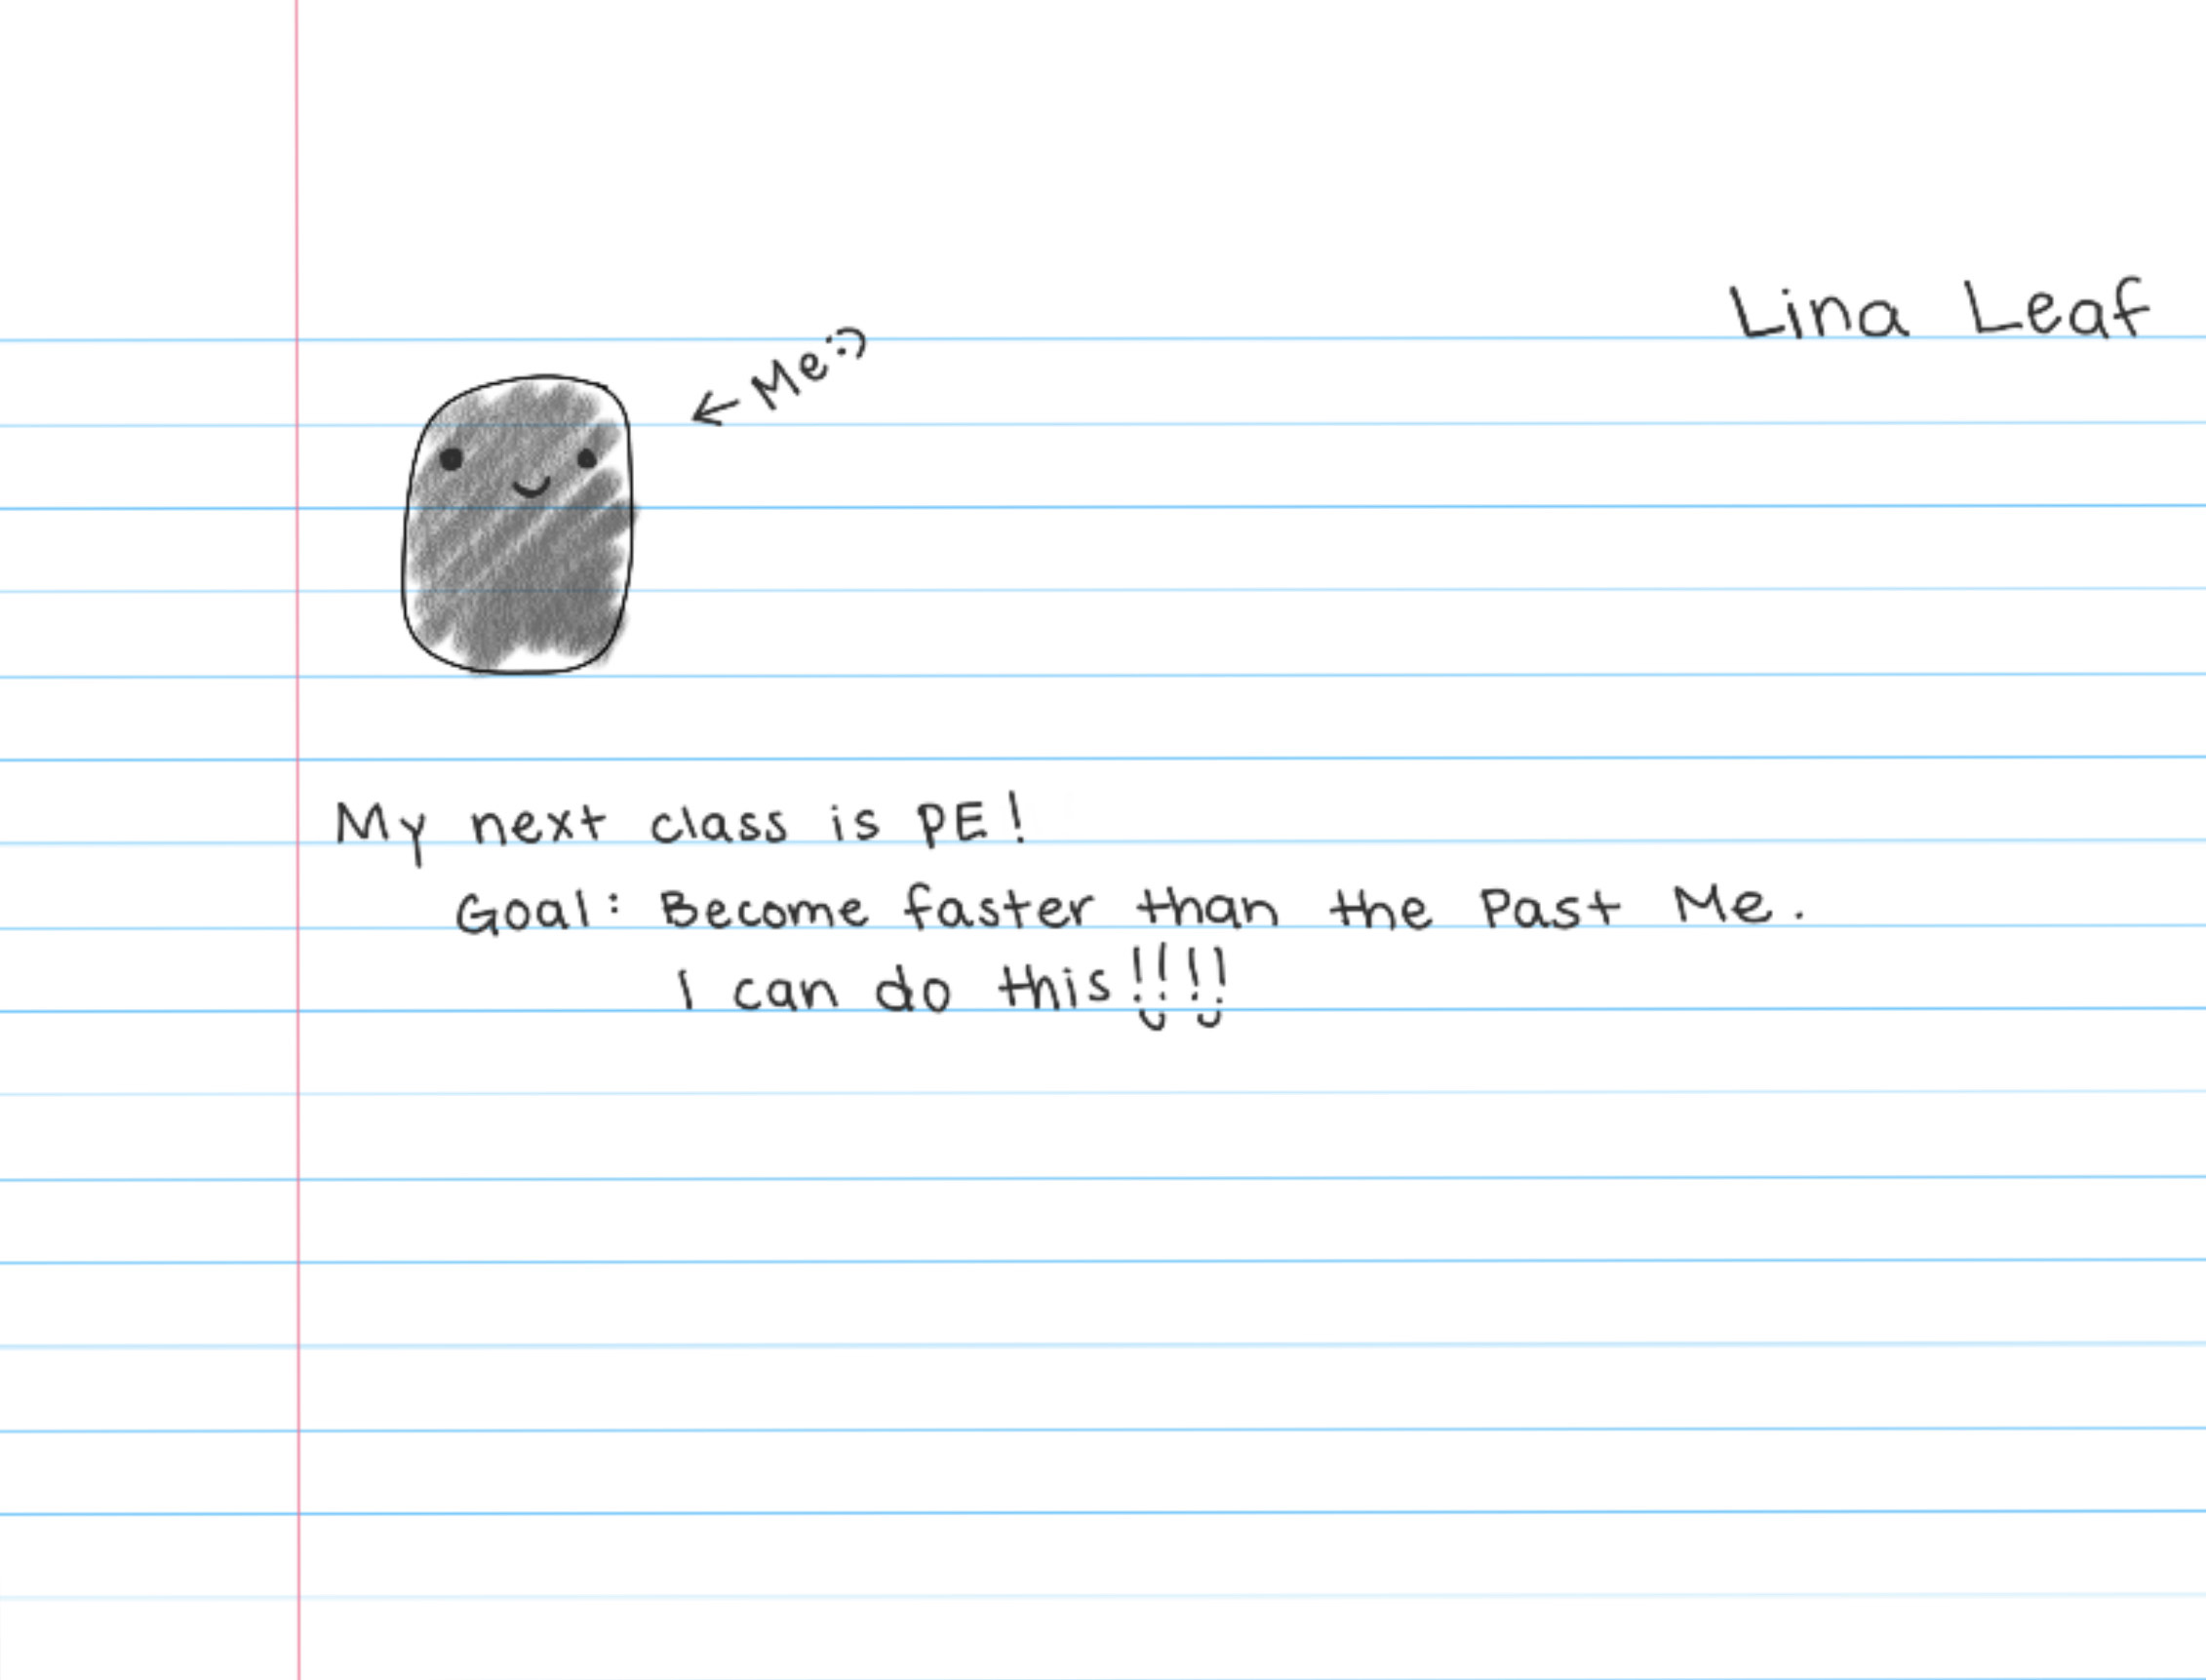 Lina Leaf
← Me :)
My next class is PE!
Goal: Become faster than the Past Me.
I can do this!!!!